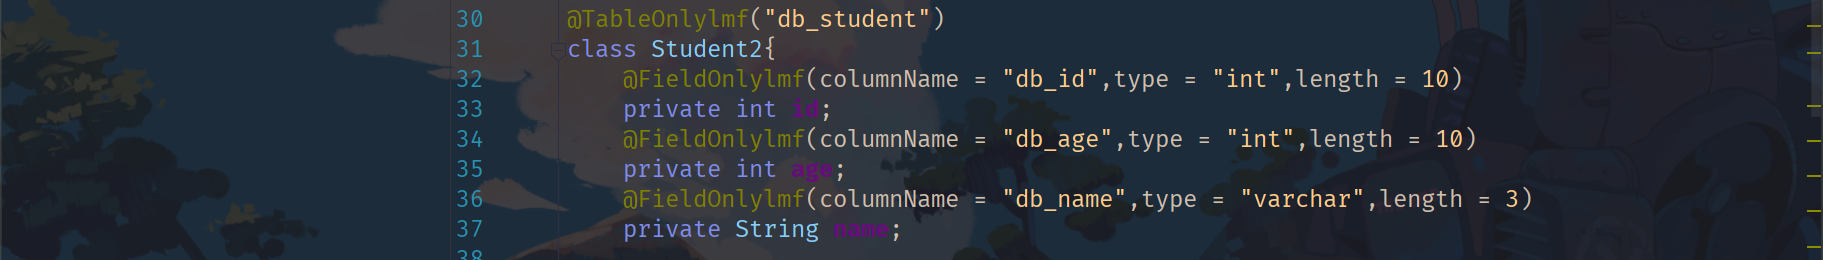 30 @TableOnlylmf("db_student")
31 class Student2{
32 @FieldOnlylmf(columnName = "db_id",type = "int",length = 10)
33 private int id;
34 @FieldOnlylmf(columnName = "db_age",type = "int",length = 10)
35 private int age;
36 @FieldOnlylmf(columnName = "db_name",type = "varchar",length = 3)
37 private String name;
38